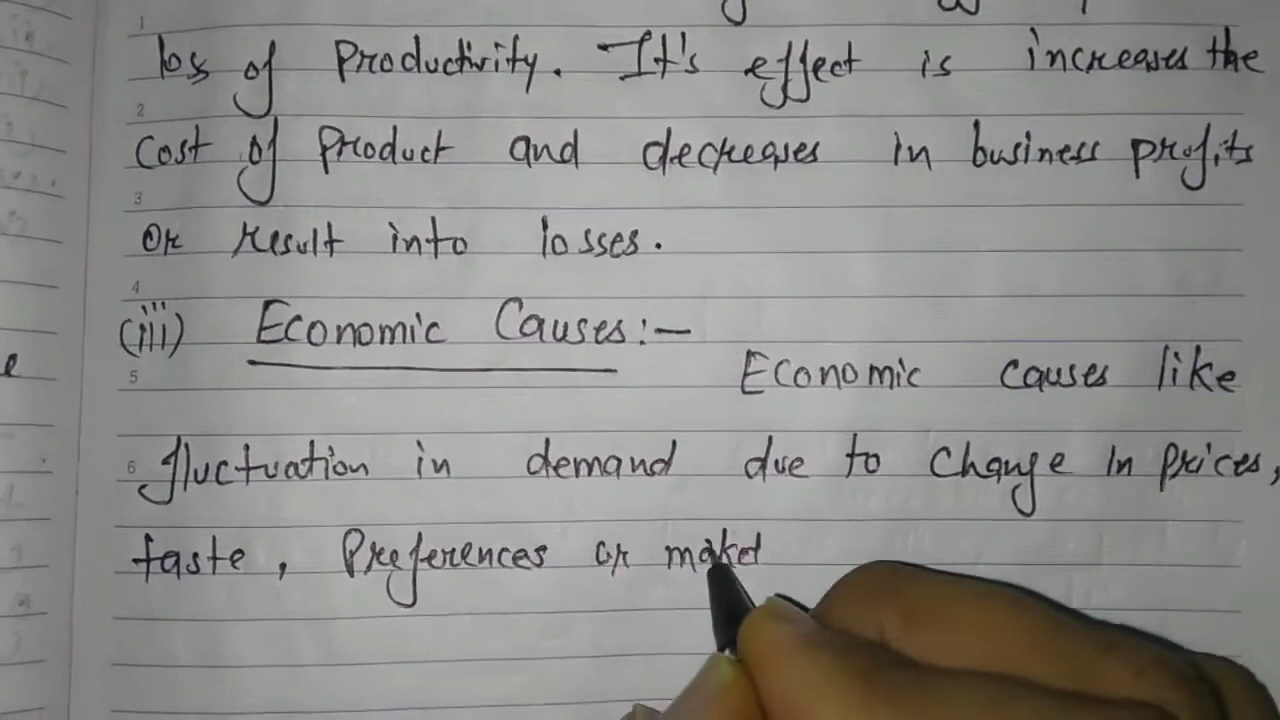 loss of Productivity. It's effect is increases the
Cost of Product and decreases in business profits
Or result into losses.
(iii) Economic Causes:-
Economic causes like
fluctuation in demand due to Change in prices,
taste, Preferences or